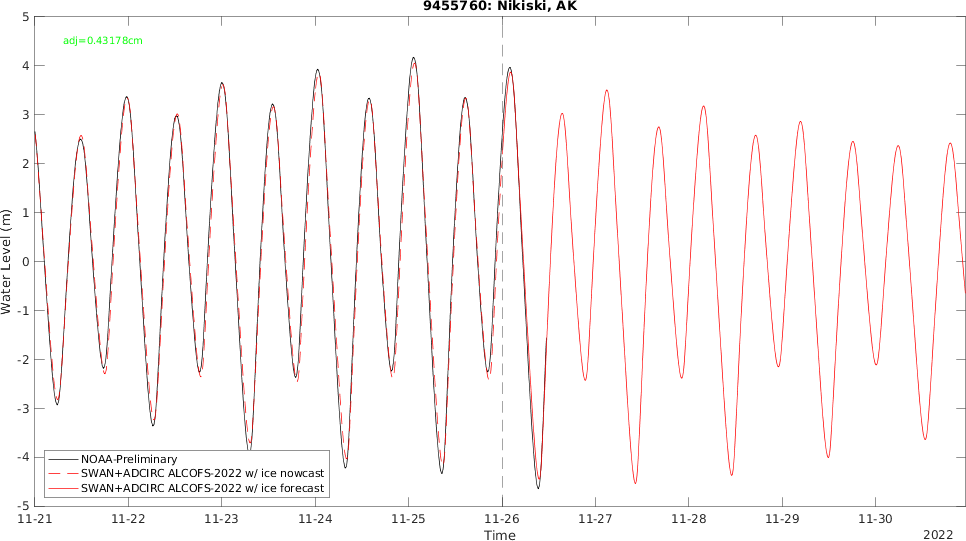 9455760: Nikiski, AK
adj=0.43178cm
5
4
3
2
1
0
-1
-2
-3
-4
-5
Water Level (m)
NOAA-Preliminary
SWAN+ADCIRC ALCOFS-2022 w/ ice nowcast
SWAN+ADCIRC ALCOFS-2022 w/ ice forecast
11-21 11-22 11-23 11-24 11-25 11-26 11-27 11-28 11-29 11-30
Time
2022